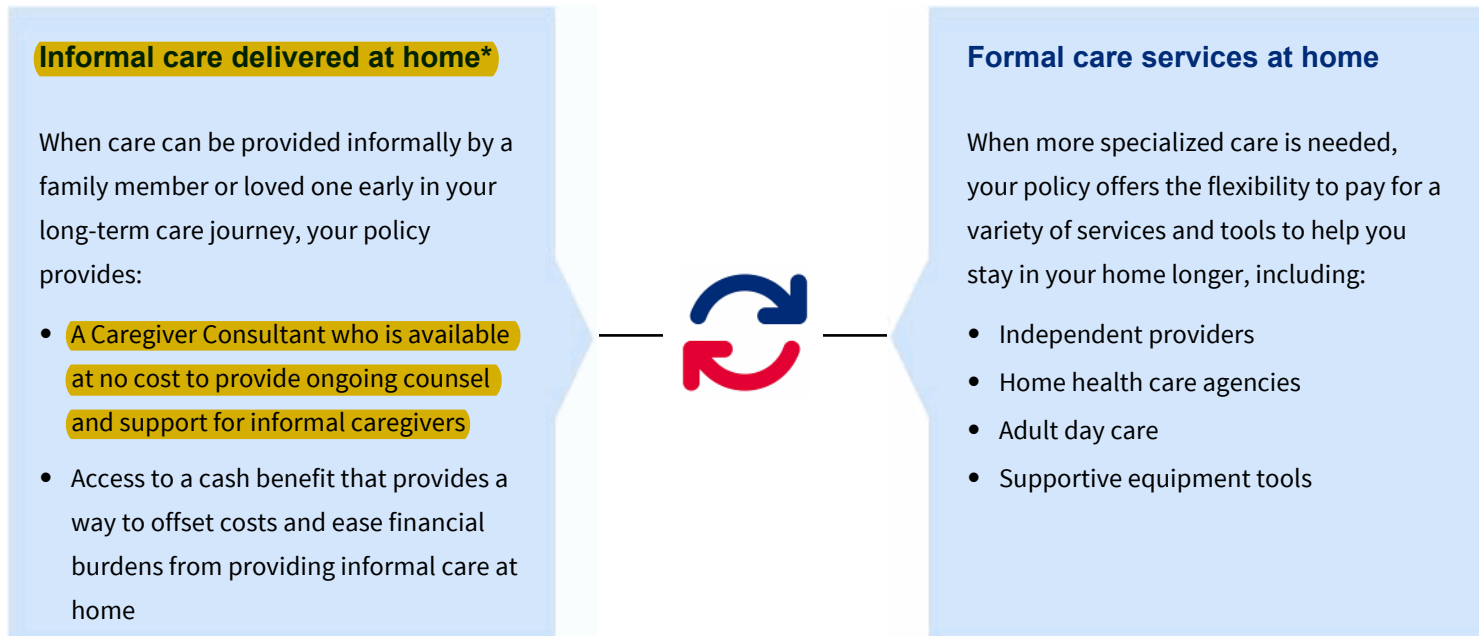 Informal care delivered at home*
When care can be provided informally by a
family member or loved one early in your
long-term care journey, your policy
provides:
• A Caregiver Consultant who is available
at no cost to provide ongoing counsel
and support for informal caregivers
• Access to a cash benefit that provides a
way to offset costs and ease financial
burdens from providing informal care at
home
Formal care services at home
When more specialized care is needed,
your policy offers the flexibility to pay for a
variety of services and tools to help you
stay in your home longer, including:
• Independent providers
• Home health care agencies
• Adult day care
• Supportive equipment tools